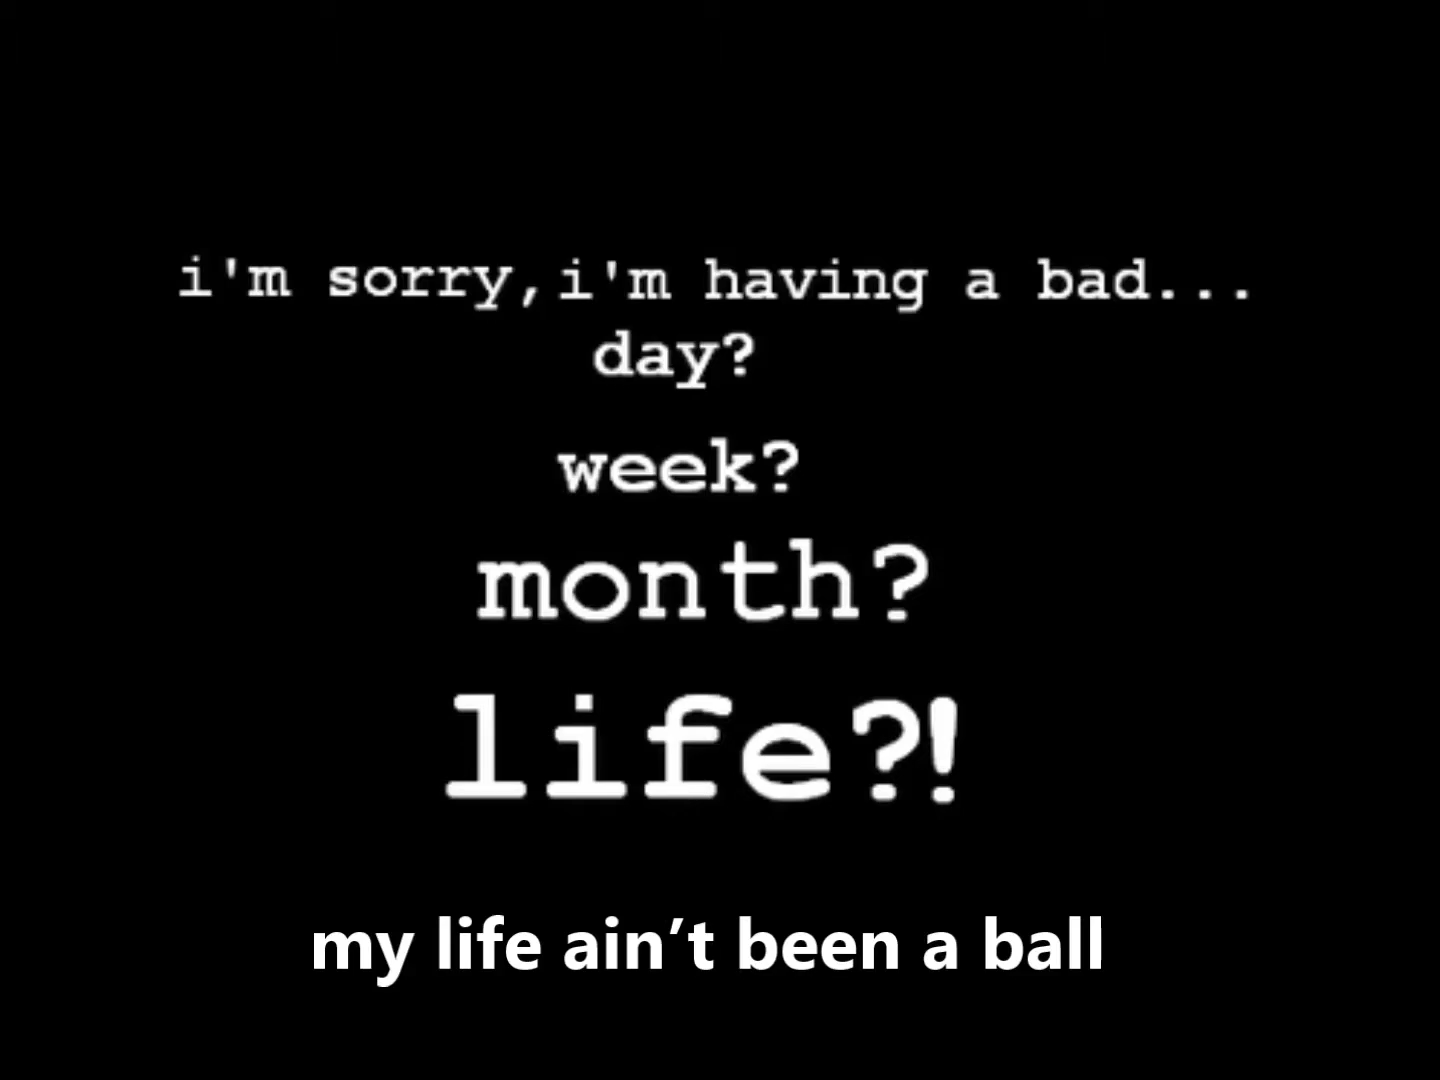 i'm sorry,i'm having a bad...
day?
week?
month?
life?!
my life ain’t been a ball